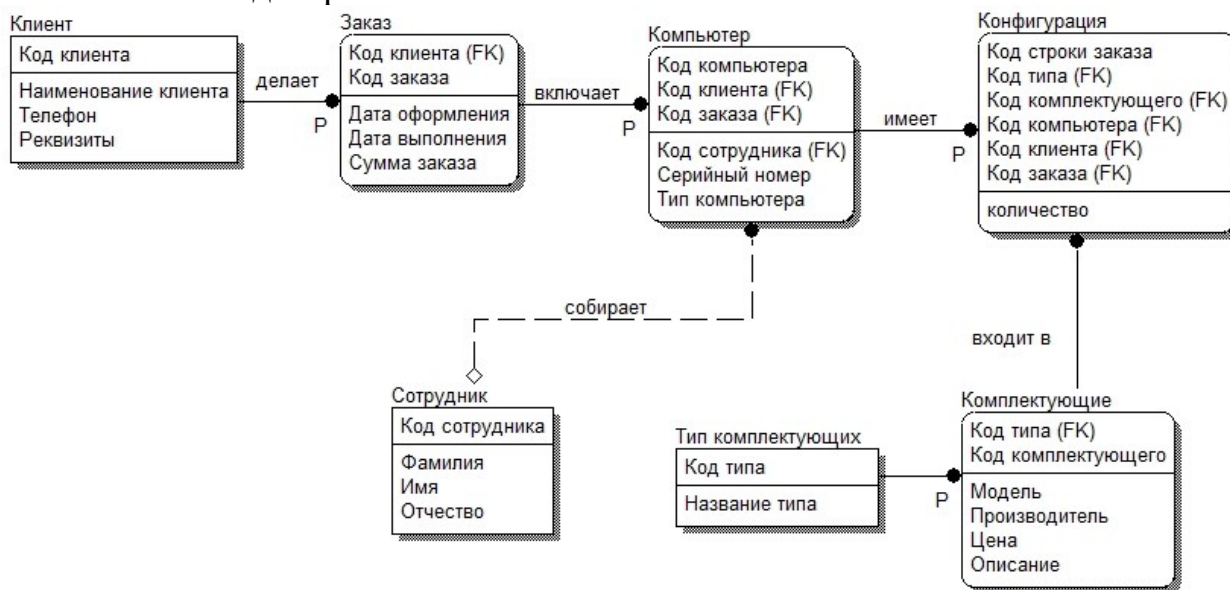 Клиент
Код клиента
Наименование клиента
Телефон
Реквизиты
делает
P
Заказ
Код клиента (FK)
Код заказа
Дата оформления
Дата выполнения
Сумма заказа
включает
P
Компьютер
Код компьютера
Код клиента (FK)
Код заказа (FK)
Код сотрудника (FK)
Серийный номер
Тип компьютера
имеет
P
Конфигурация
Код строки заказа
Код типа (FK)
Код комплектующего (FK)
Код компьютера (FK)
Код клиента (FK)
Код заказа (FK)
количество
собирает
входит в
Сотрудник
Код сотрудника
Фамилия
Имя
Отчество
Тип комплектующих
Код типа
Название типа
P
Комплектующие
Код типа (FK)
Код комплектующего
Модель
Производитель
Цена
Описание